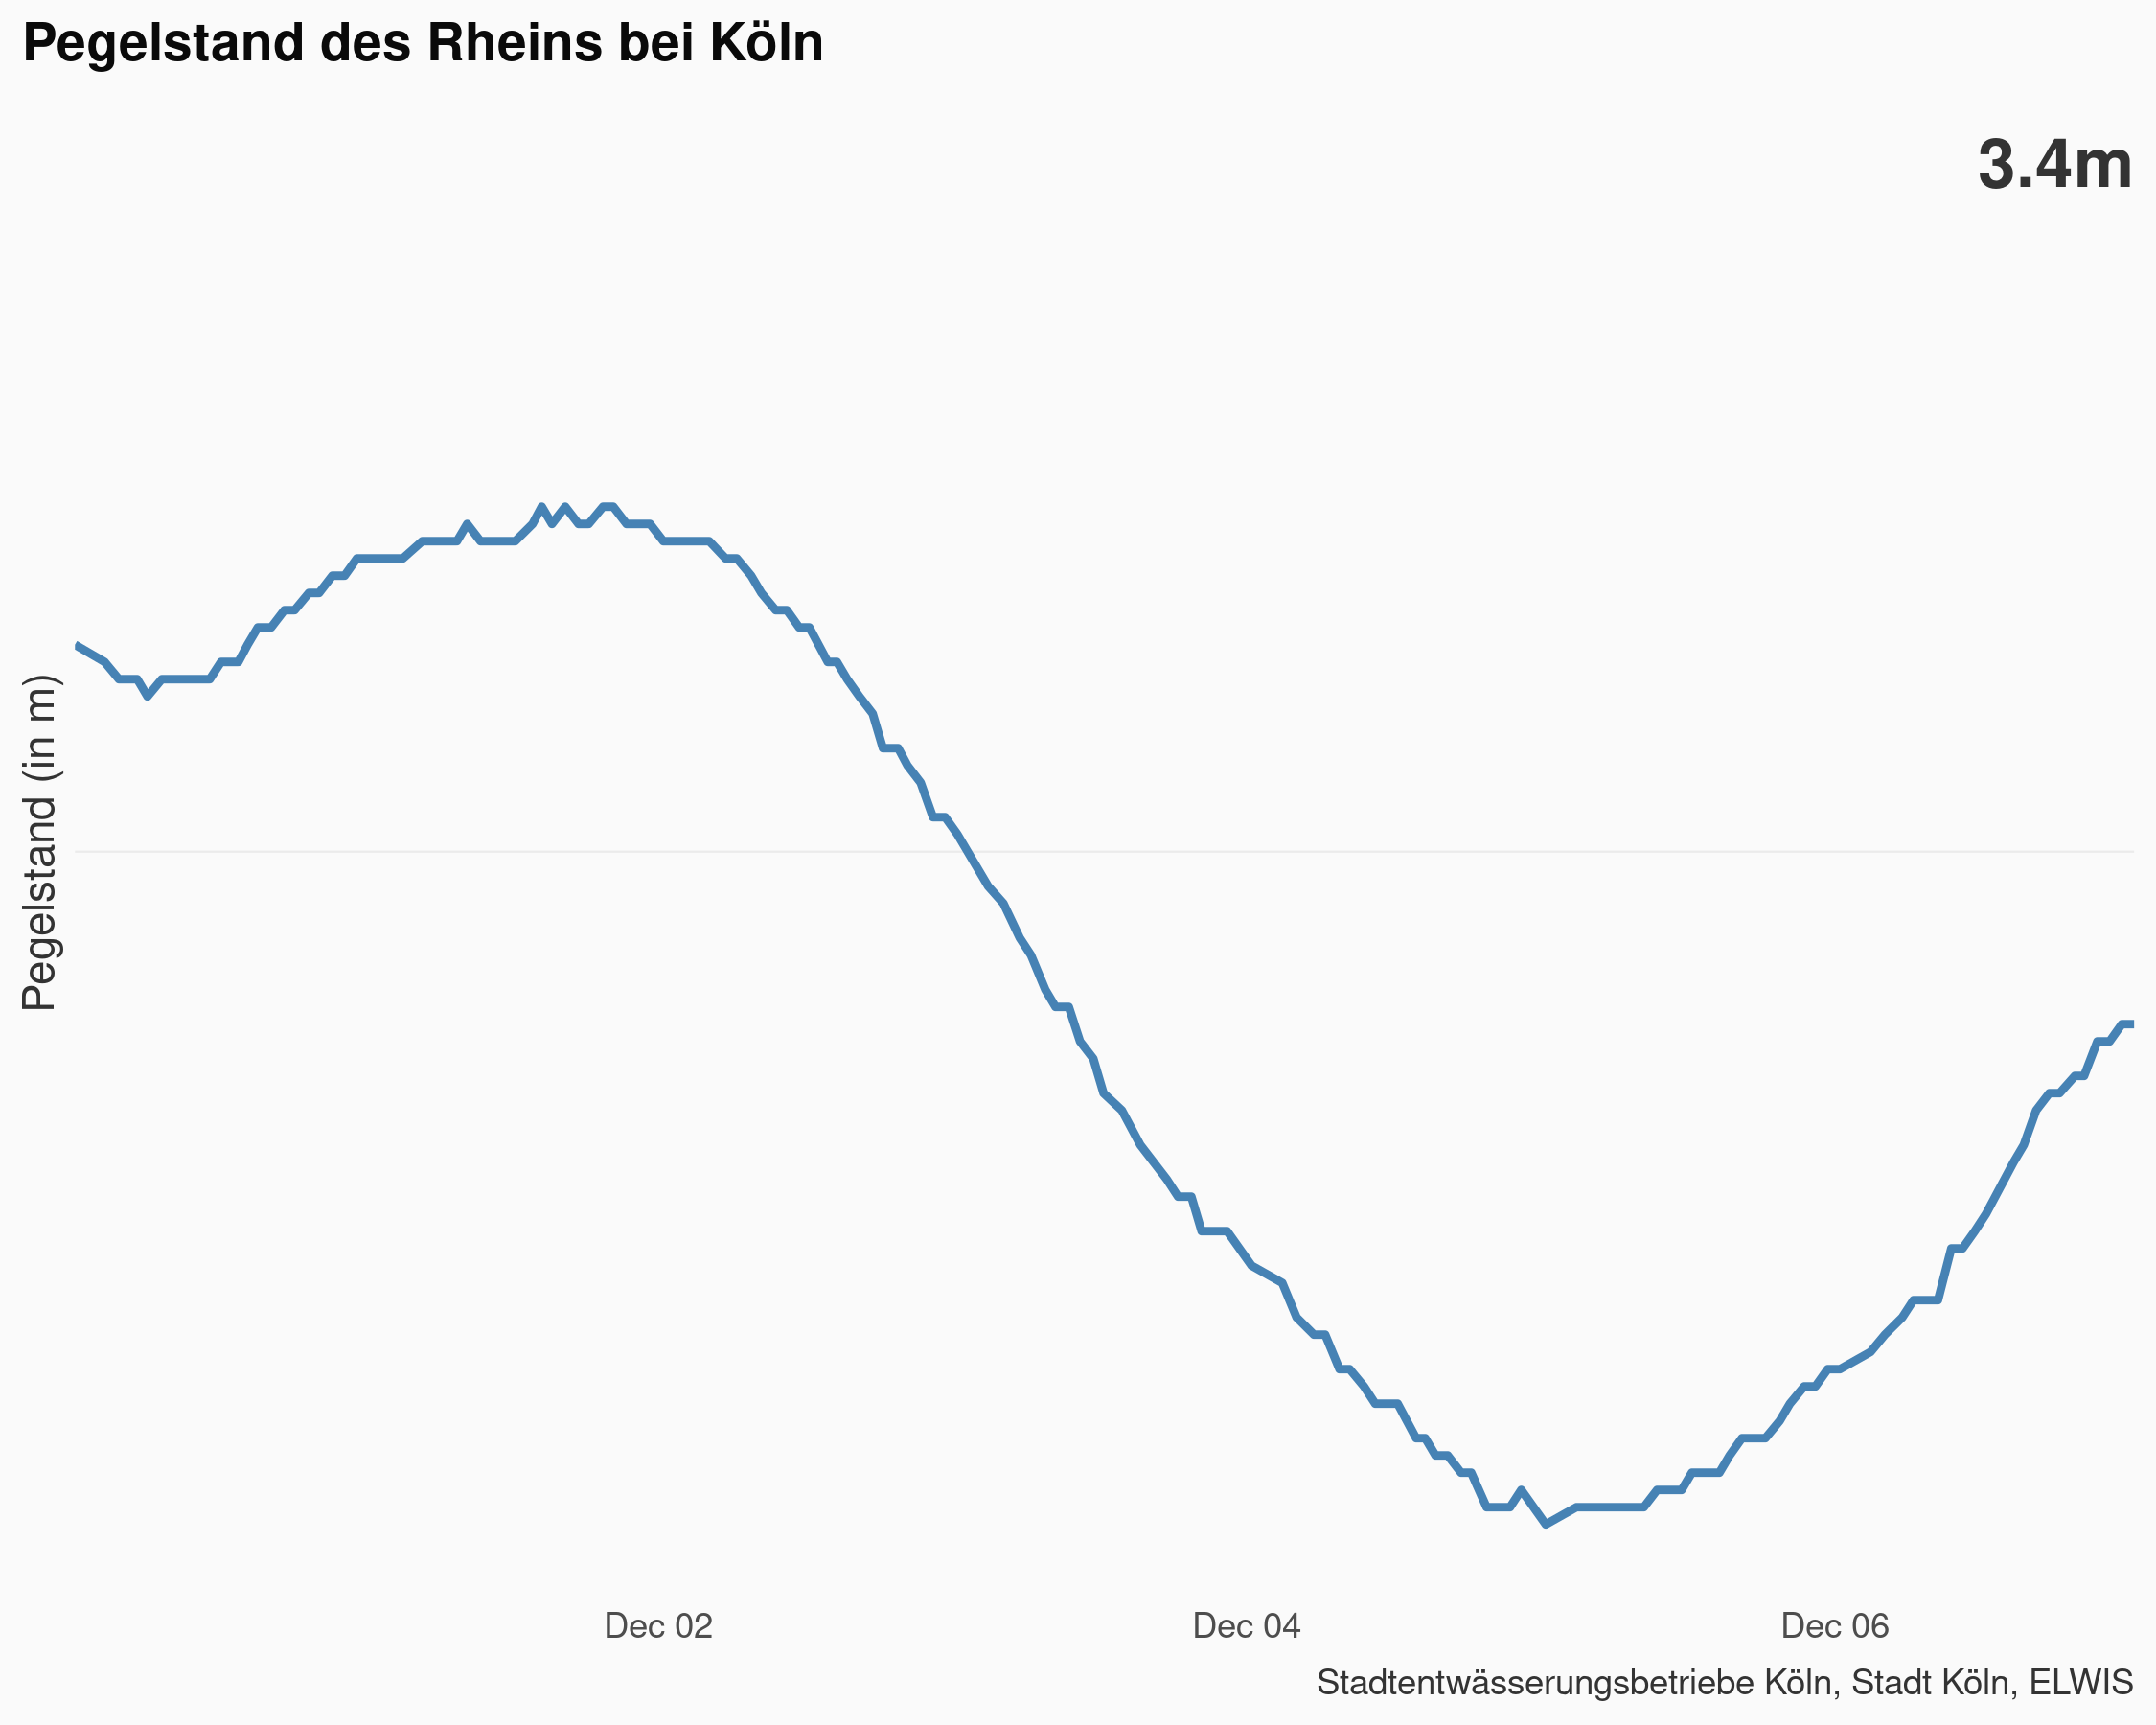 Pegelstand des Rheins bei Köln
3.4m
Pegelstand (in m)
Dec 02
Dec 04
Dec 06
Stadtentwässerungsbetriebe Köln, Stadt Köln, ELWIS